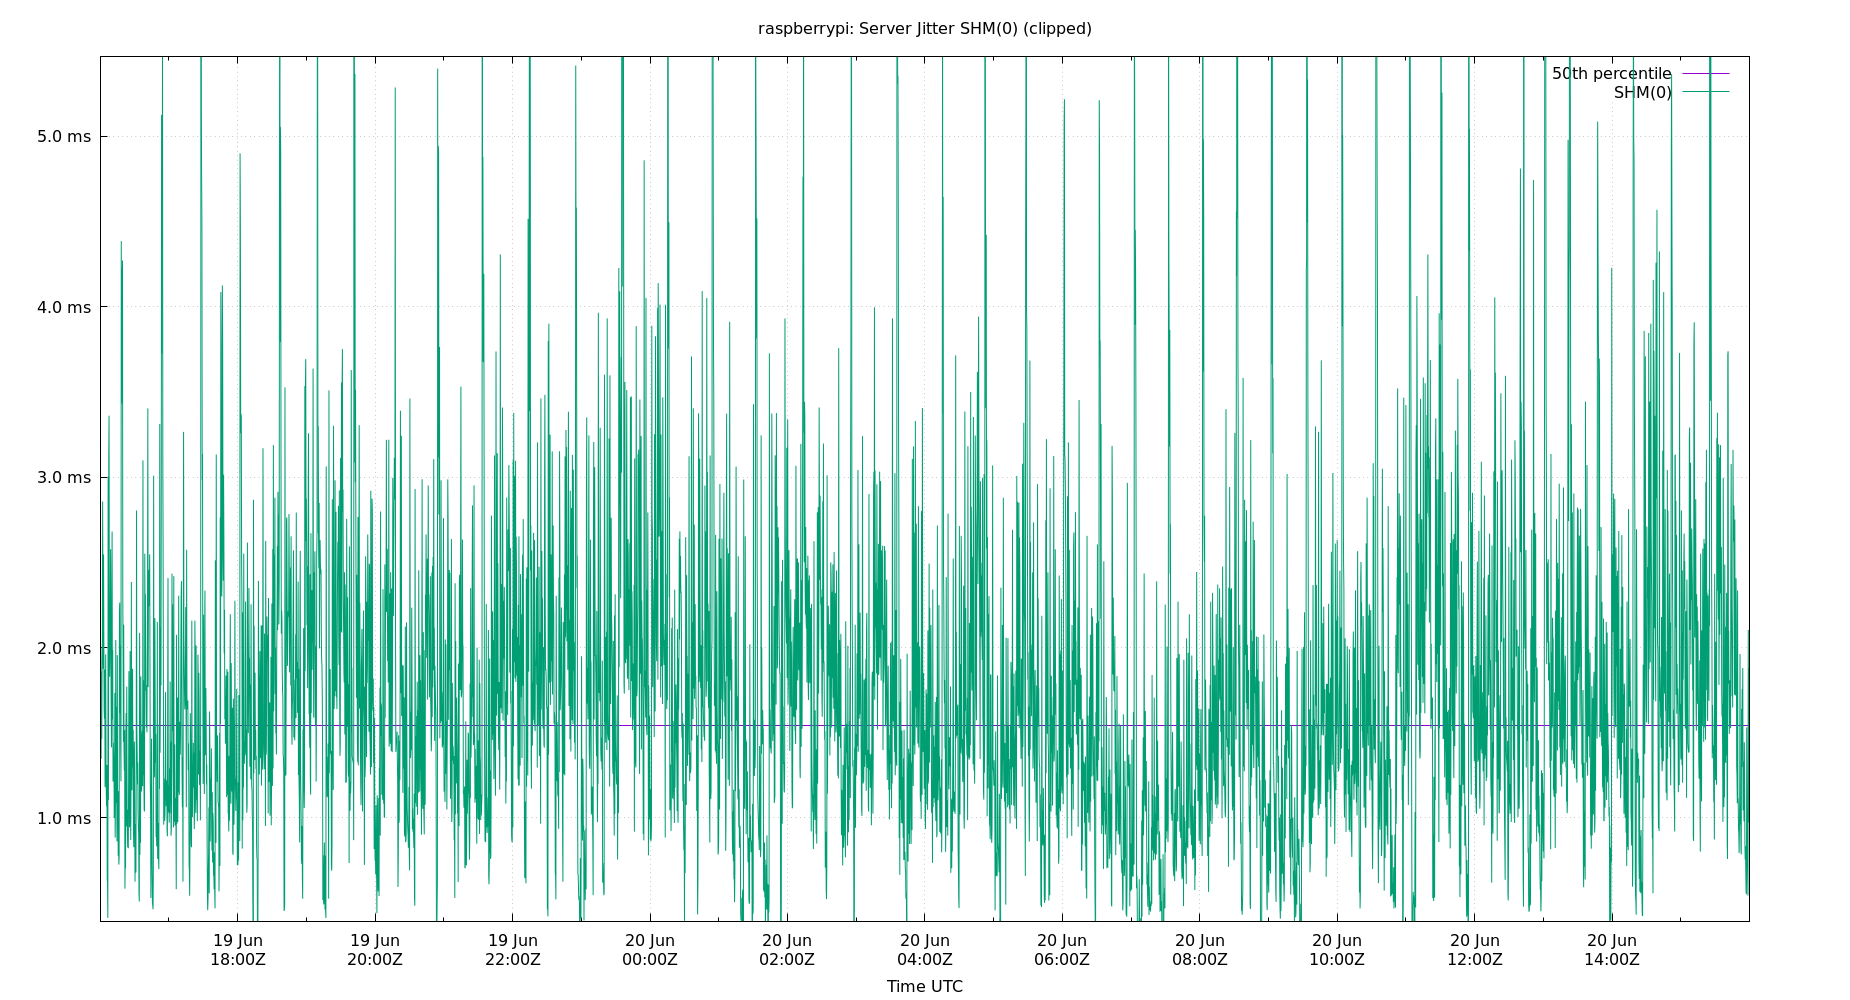 raspberrypi: Server Jitter SHM(0) (clipped)
50th percentile
SHM(0)
5.0 ms
4.0 ms
3.0 ms
2.0 ms
1.0 ms
19 Jun 19 Jun 19 Jun 20 Jun 20 Jun 20 Jun 20 Jun 20 Jun 20 Jun 20 Jun 20 Jun
18:00Z 20:00Z 22:00Z 00:00Z 02:00Z 04:00Z 06:00Z 08:00Z 10:00Z 12:00Z 14:00Z
Time UTC